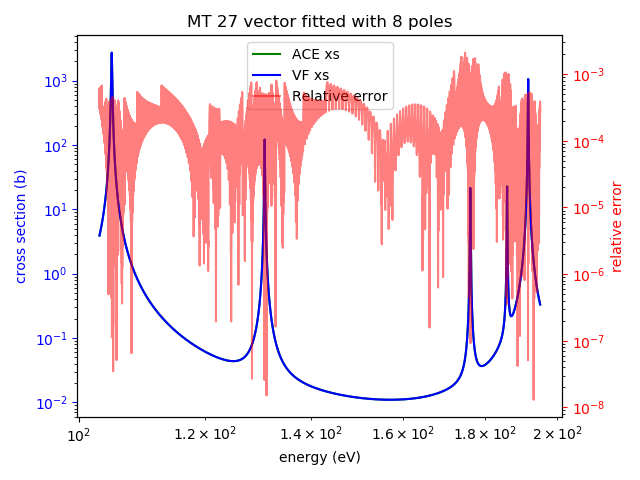 MT 27 vector fitted with 8 poles
ACE xs
VF xs
Relative error
cross section (b)
10³
10²
10¹
10⁰
10⁻¹
10⁻²
relative error
10⁻³
10⁻⁴
10⁻⁵
10⁻⁶
10⁻⁷
10⁻⁸
10² 1.2 × 10² 1.4 × 10² 1.6 × 10² 1.8 × 10² 2 × 10²
energy (eV)